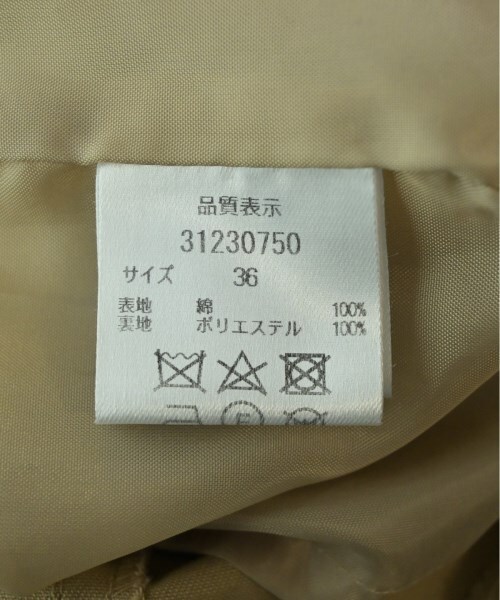 品質表示
31230750
サイズ 36
表地 綿 100%
裏地 ポリエステル 100%